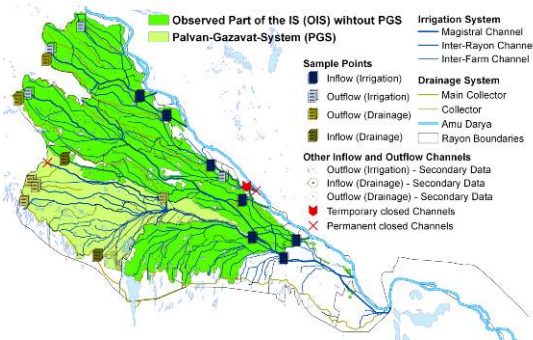 Observed Part of the IS (OIS) wihtout PGS
Palvan-Gazavat-System (PGS)
Irrigation System
Magistral Channel
Inter-Rayon Channel
Inter-Farm Channel
Sample Points
Inflow (Irrigation)
Outflow (Irrigation)
Outflow (Drainage)
Inflow (Drainage)
Drainage System
Main Collector
Collector
Amu Darya
Rayon Boundaries
Other Inflow and Outflow Channels
Outflow (Irrigation) - Secondary Data
Inflow (Drainage) - Secondary Data
Outflow (Drainage) - Secondary Data
Termporary closed Channels
Permanent closed Channels